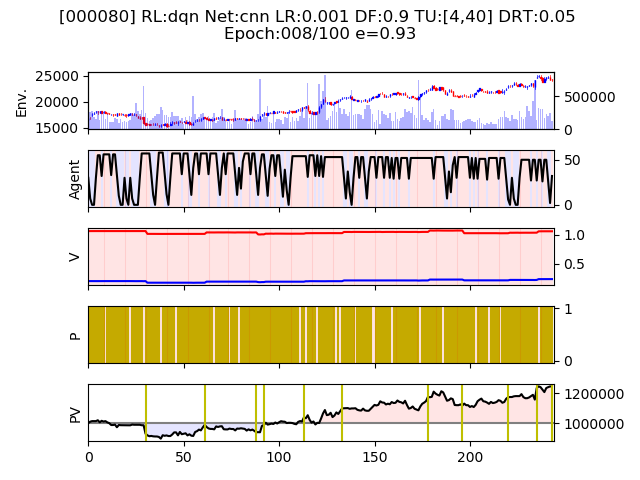 [000080] RL:dqn Net:cnn LR:0.001 DF:0.9 TU:[4,40] DRT:0.05
Epoch:008/100 e=0.93
Env.
25000
20000
15000
500000
0
Agent
50
0
V
1.0
0.5
P
1
0
PV
1200000
1000000
0 50 100 150 200